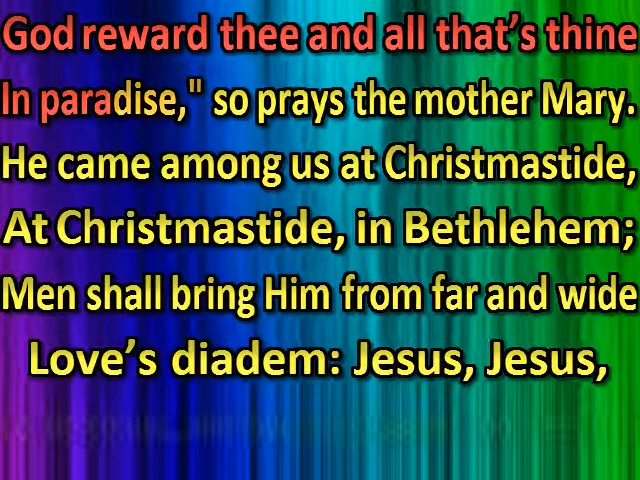 God reward thee and all that’s thine
In paradise," so prays the mother Mary.
He came among us at Christmastide,
At Christmastide, in Bethlehem;
Men shall bring Him from far and wide
Love’s diadem: Jesus, Jesus,